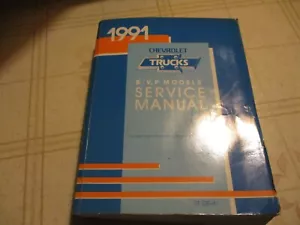 1991
CHEVROLET
TRUCKS
R, V, P MODELS
SERVICE
MANUAL